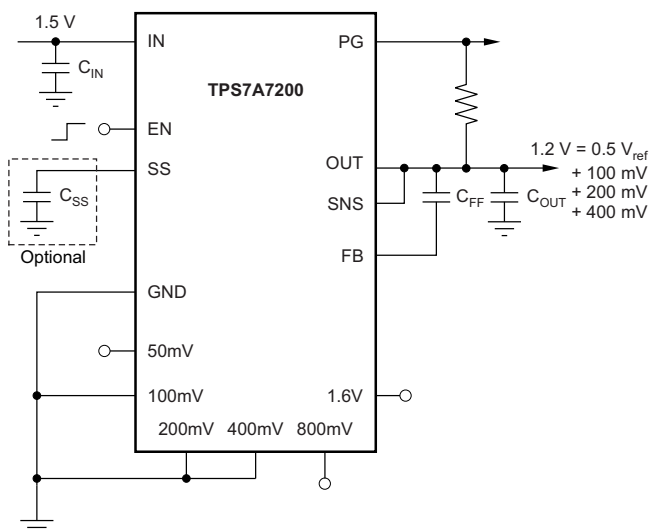 1.5 V
IN
PG
C_IN
TPS7A7200
EN
SS
OUT
1.2 V = 0.5 V_ref
+ 100 mV
+ 200 mV
+ 400 mV
C_SS
SNS
C_FF
C_OUT
Optional
FB
GND
50mV
100mV
1.6V
200mV 400mV 800mV